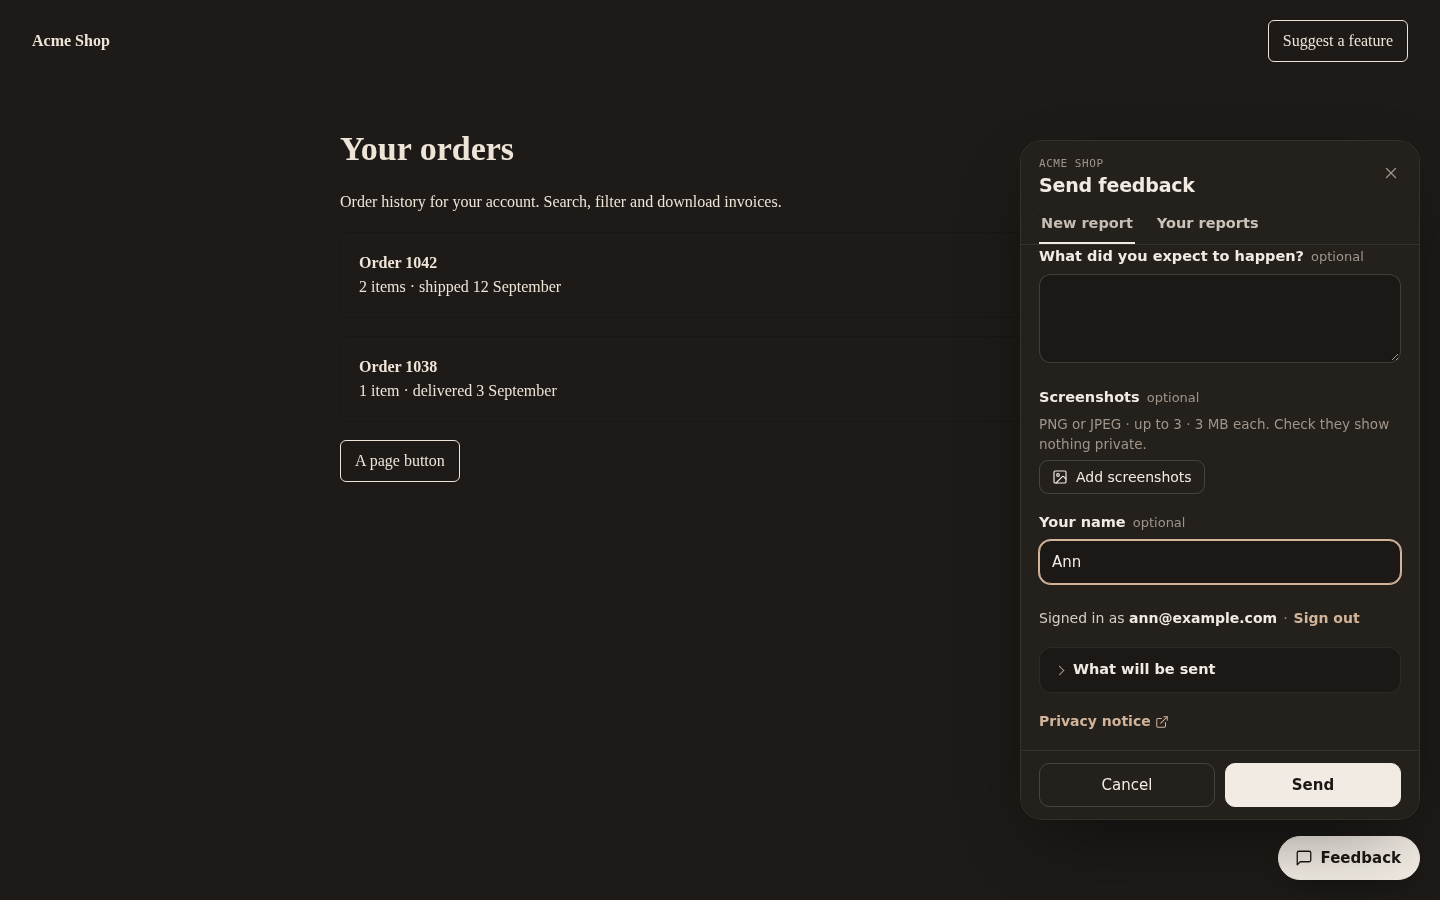 Acme Shop
Suggest a feature
Your orders
Order history for your account. Search, filter and download invoices.
Order 1042
2 items · shipped 12 September
Order 1038
1 item · delivered 3 September
A page button
ACME SHOP
Send feedback
New report
Your reports
What did you expect to happen? optional
Screenshots optional
PNG or JPEG · up to 3 · 3 MB each. Check they show
nothing private.
Add screenshots
Your name optional
Ann
Signed in as ann@example.com · Sign out
What will be sent
Privacy notice
Cancel
Send
Feedback